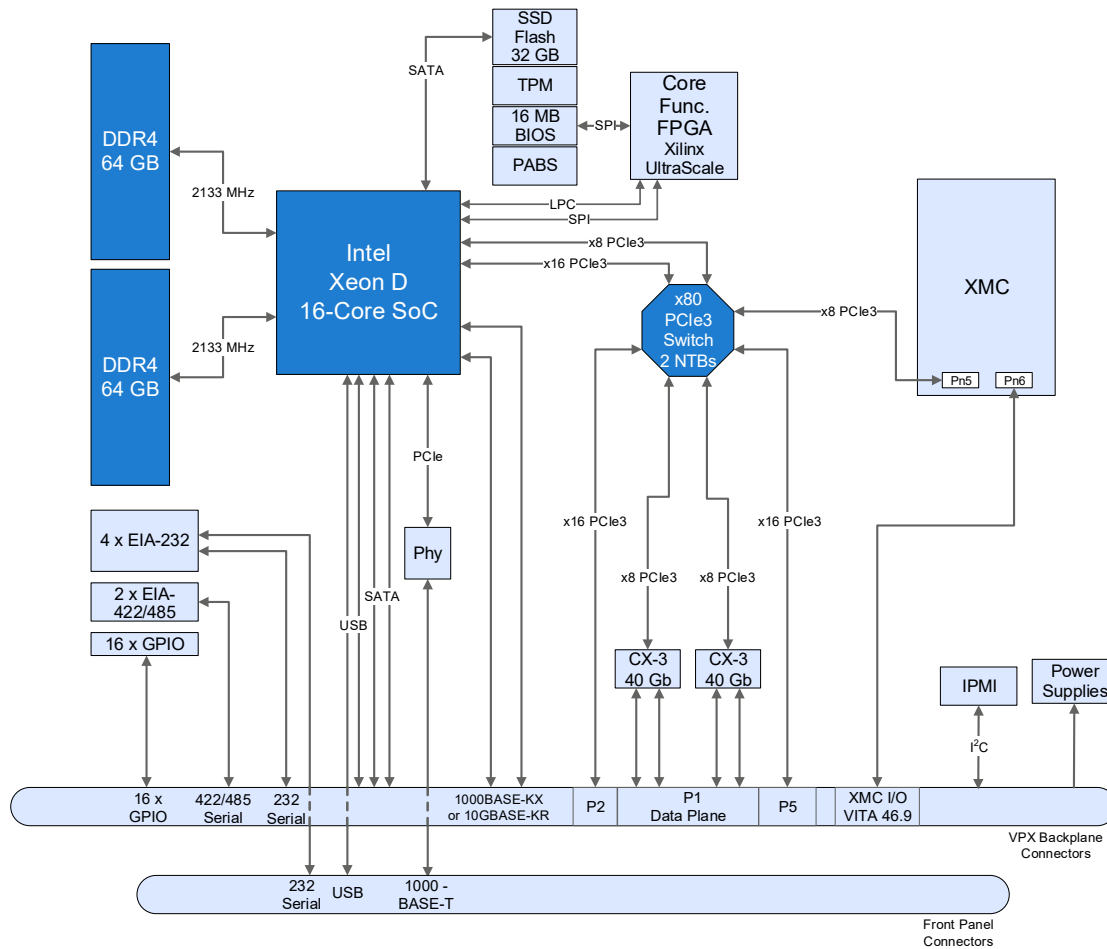 SSD
Flash
32 GB
TPM
16 MB
BIOS
PABS
SATA
SPI
Core
Func.
FPGA
Xilinx
UltraScale
DDR4
64 GB
2133 MHz
DDR4
64 GB
2133 MHz
Intel
Xeon D
16-Core SoC
LPC
SPI
x8 PCIe3
x16 PCIe3
x80
PCIe3
Switch
2 NTBs
x8 PCIe3
XMC
Pn5
Pn6
PCIe
Phy
x16 PCIe3
x16 PCIe3
x8 PCIe3
x8 PCIe3
4 x EIA-232
2 x EIA-
422/485
16 x GPIO
USB
SATA
CX-3
40 Gb
CX-3
40 Gb
IPMI
Power
Supplies
I²C
16 x
GPIO
422/485
Serial
232
Serial
1000BASE-KX
or 10GBASE-KR
P2
P1
Data Plane
P5
XMC I/O
VITA 46.9
VPX Backplane
Connectors
232
Serial
USB
1000 -
BASE-T
Front Panel
Connectors